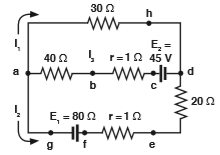 30 Ω
h
I₁
E₂ =
40 Ω I₃ r = 1 Ω 45 V
a d
b c
20 Ω
I₂
E₁ = 80 Ω r = 1 Ω
g f e